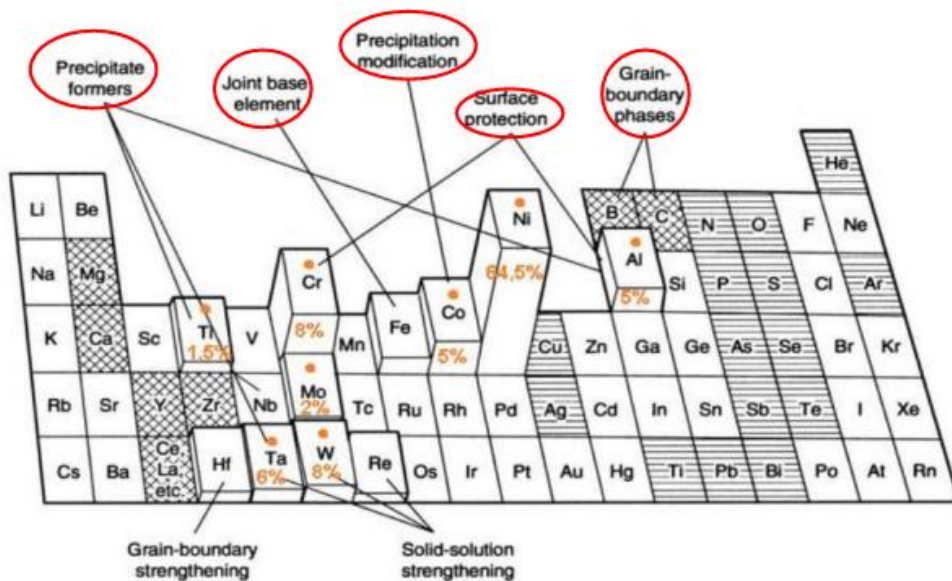 Precipitate
formers
Joint base
element
Precipitation
modification
Surface
protection
Grain-
boundary
phases
He
Li Be Ni B C N O F Ne
Na Mg Cr 64,5% Al Si P S Cl Ar
5%
K Ca Sc Ti V Mn Fe Co Cu Zn Ga Ge As Se Br Kr
1,5% 8% 5%
Rb Sr Y Zr Nb Mo Tc Ru Rh Pd Ag Cd In Sn Sb Te I Xe
2%
Cs Ba Ce Hf Ta W Re Os Ir Pt Au Hg Ti Pb Bi Po At Rn
La 6% 8%
etc.
Grain-boundary
strengthening
Solid-solution
strengthening